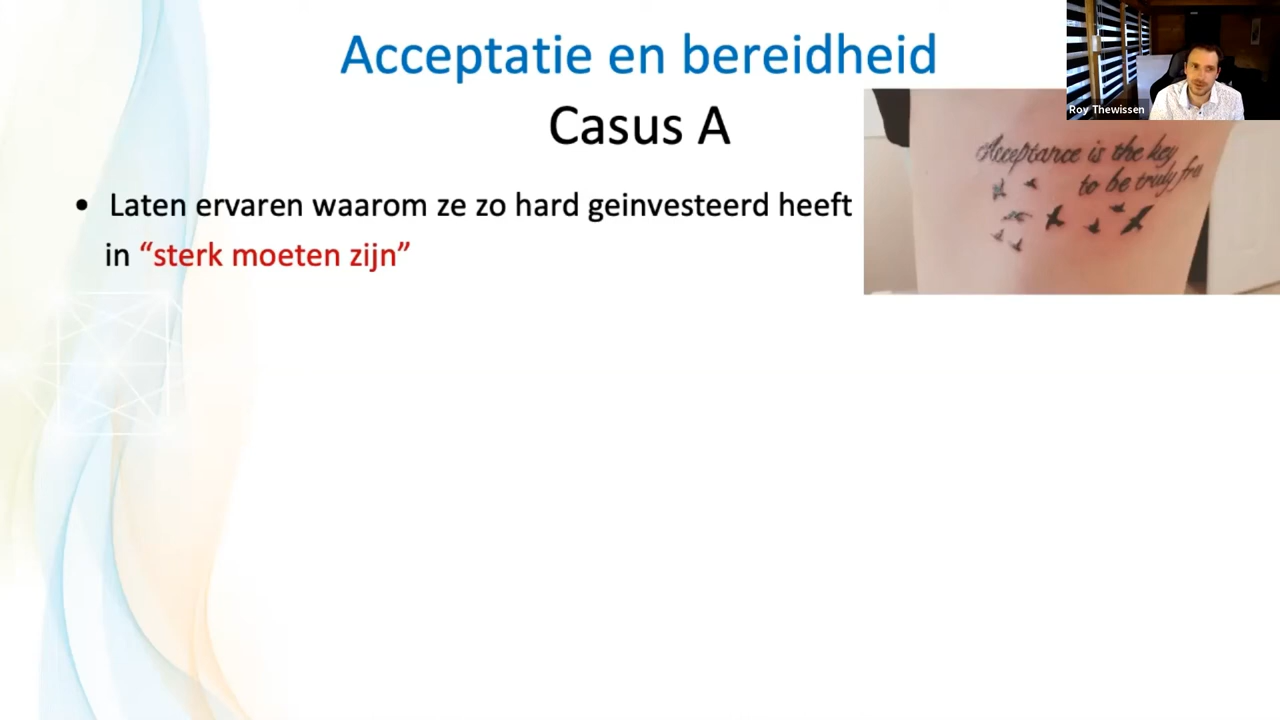 Acceptatie en bereidheid
Casus A
Roy Thewissen
• Laten ervaren waarom ze zo hard geinvesteerd heeft
in “sterk moeten zijn”
Acceptance is the key
to be truly